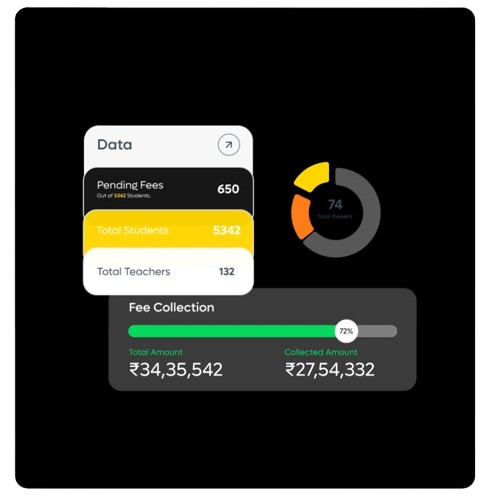 Data
Pending Fees
650
Out of 5342 Students.
Total Students
5342
Total Teachers
132
74
Total Present
Fee Collection
72%
Total Amount
Collected Amount
₹34,35,542
₹27,54,332